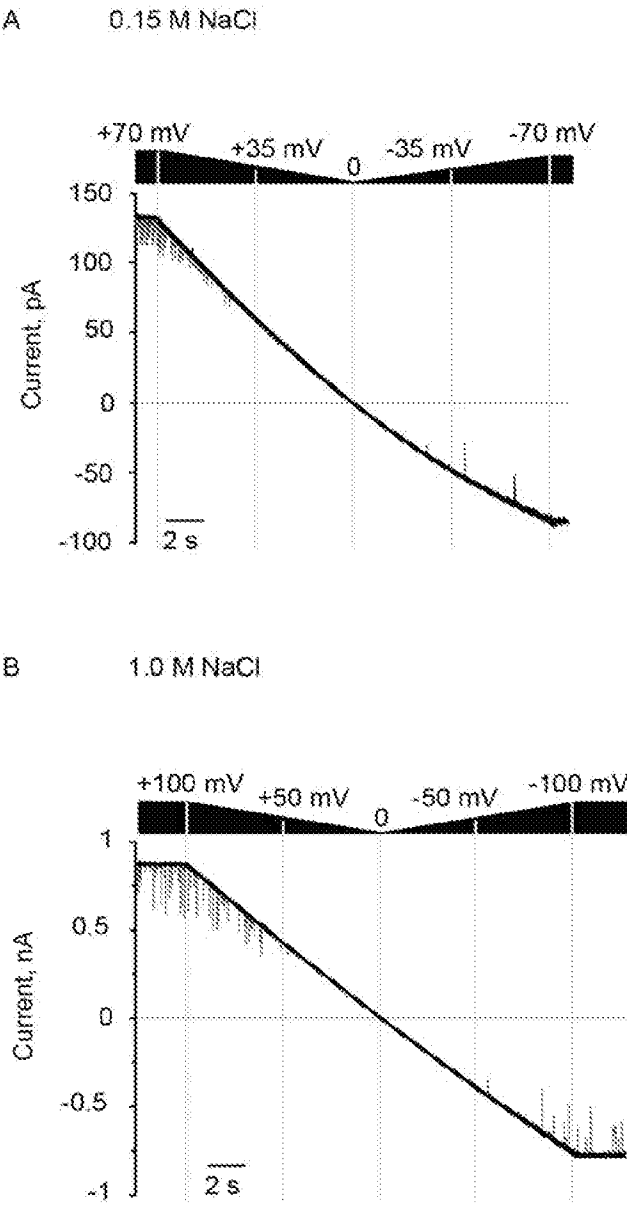 A 0.15 M NaCl
+70 mV +35 mV 0 -35 mV -70 mV
150
100
50
0
-50
-100
Current, pA
2 s
B 1.0 M NaCl
+100 mV +50 mV 0 -50 mV -100 mV
1
0.5
0
-0.5
-1
Current, nA
2 s